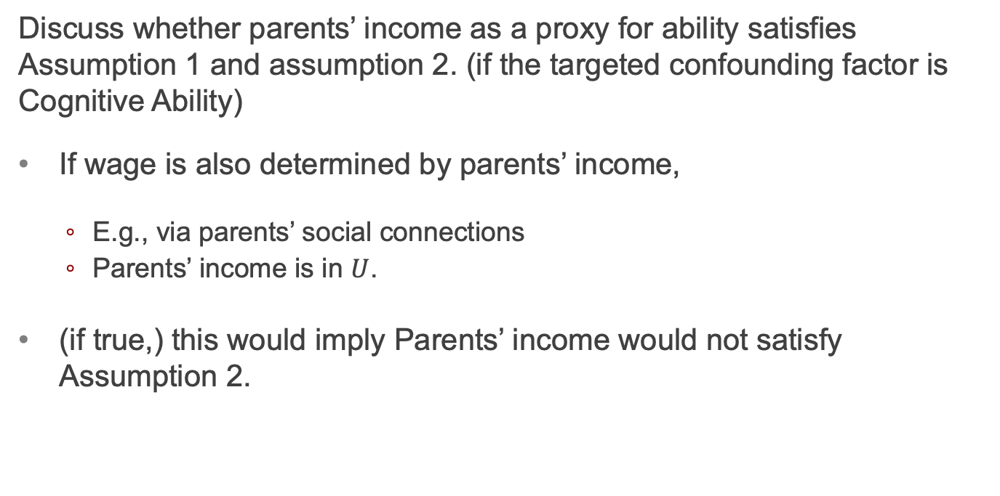 Discuss whether parents’ income as a proxy for ability satisfies
Assumption 1 and assumption 2. (if the targeted confounding factor is
Cognitive Ability)
• If wage is also determined by parents’ income,
◦ E.g., via parents’ social connections
◦ Parents’ income is in U.
• (if true,) this would imply Parents’ income would not satisfy
Assumption 2.